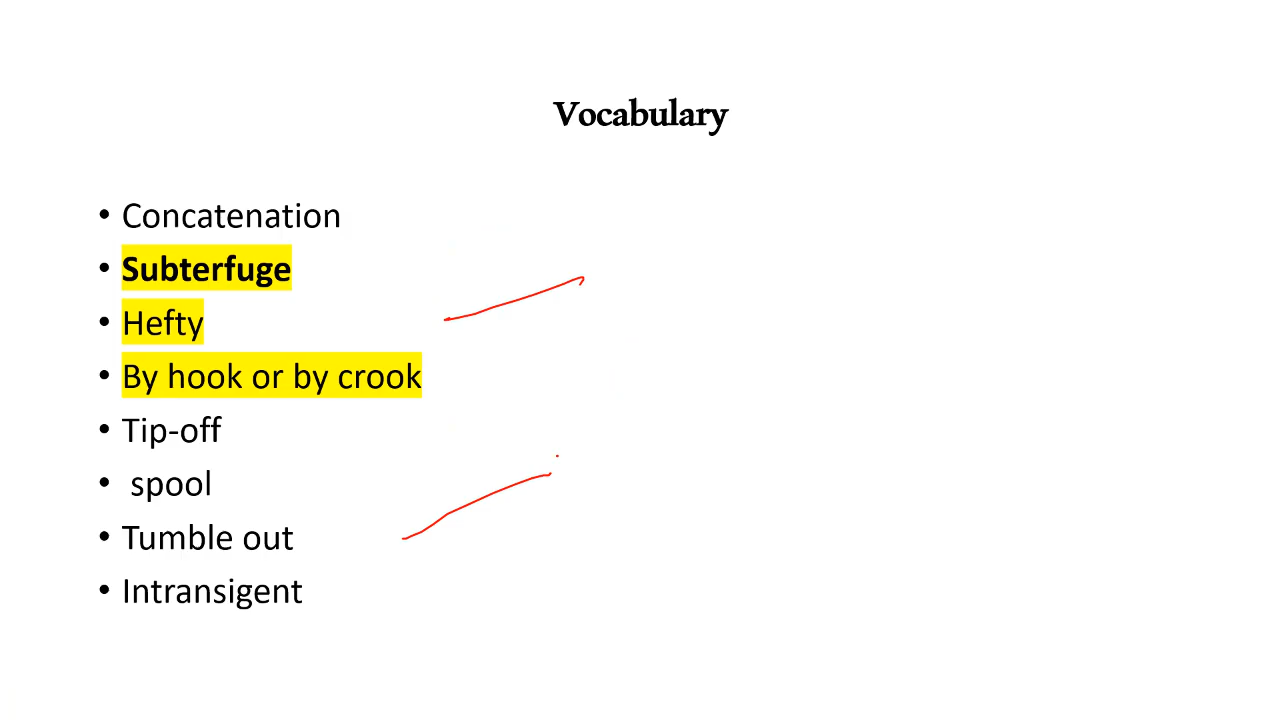 Vocabulary
• Concatenation
• Subterfuge
• Hefty
• By hook or by crook
• Tip-off
• spool
• Tumble out
• Intransigent